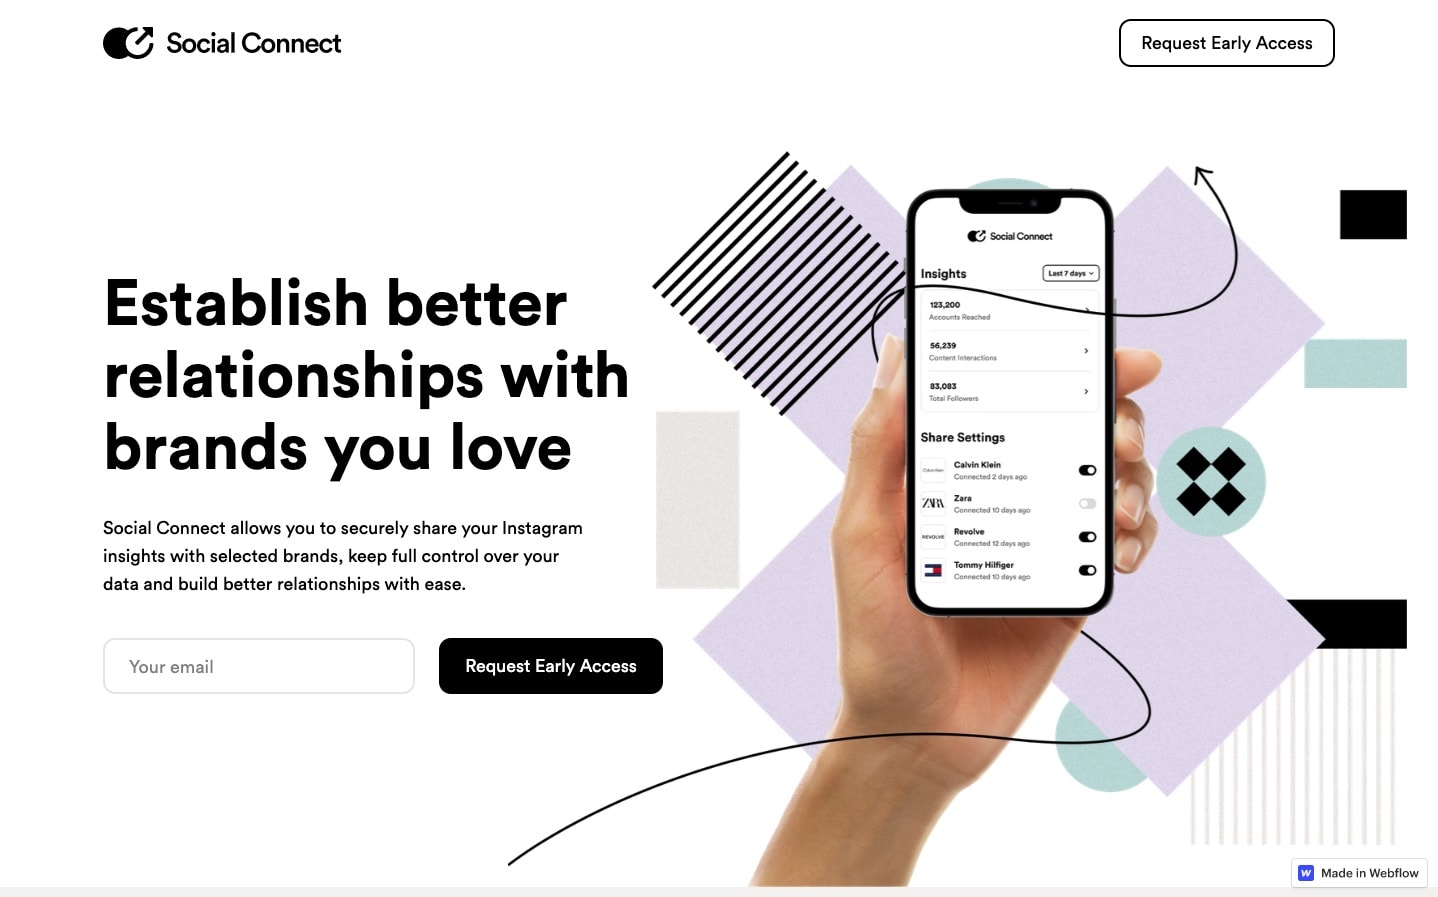 Social Connect
Request Early Access
Establish better
relationships with
brands you love
Social Connect allows you to securely share your Instagram
insights with selected brands, keep full control over your
data and build better relationships with ease.
Your email
Request Early Access
Social Connect
Insights
Last 7 days
123,200
Accounts Reached
56,239
Content Interactions
83,083
Total Followers
Share Settings
Calvin Klein
Calvin Klein
Connected 2 days ago
ZARA
Zara
Connected 10 days ago
REVOLVE
Revolve
Connected 12 days ago
Tommy Hilfiger
Connected 10 days ago
Made in Webflow